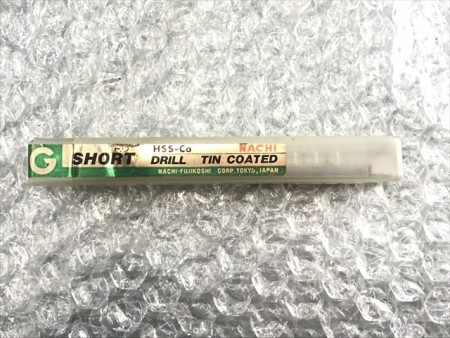 G SHORT DRILL TIN COATED
HSS-Co NACHI
NACHI-FUJIKOSHI CORP. TOKYO, JAPAN